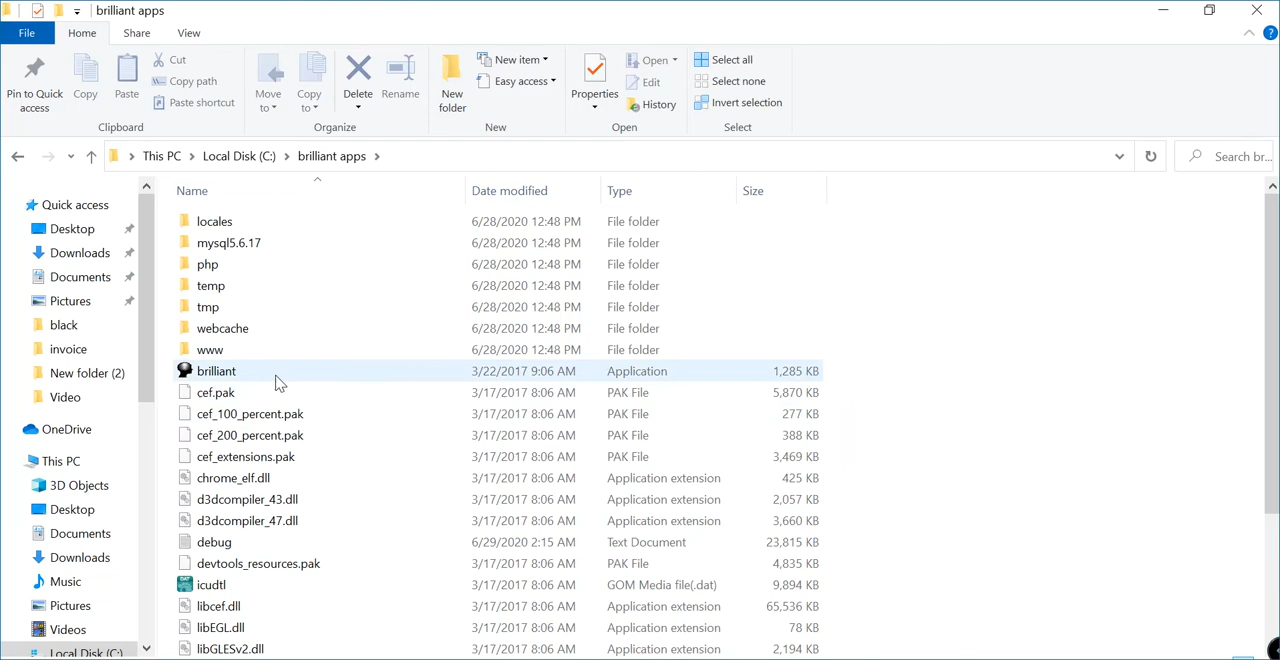 brilliant apps
File Home Share View
Pin to Quick access
Copy
Paste
Cut
Copy path
Paste shortcut
Clipboard
Move to
Copy to
Delete
Rename
Organize
New folder
New item
Easy access
New
Properties
Open
Edit
History
Open
Select all
Select none
Invert selection
Select
This PC > Local Disk (C:) > brilliant apps >
Search br...
Quick access
Desktop
Downloads
Documents
Pictures
black
invoice
New folder (2)
Video
OneDrive
This PC
3D Objects
Desktop
Documents
Downloads
Music
Pictures
Videos
Local Disk (C:)
Name Date modified Type Size
locales 6/28/2020 12:48 PM File folder
mysql5.6.17 6/28/2020 12:48 PM File folder
php 6/28/2020 12:48 PM File folder
temp 6/28/2020 12:48 PM File folder
tmp 6/28/2020 12:48 PM File folder
webcache 6/28/2020 12:48 PM File folder
www 6/28/2020 12:48 PM File folder
brilliant 3/22/2017 9:06 AM Application 1,285 KB
cef.pak 3/17/2017 8:06 AM PAK File 5,870 KB
cef_100_percent.pak 3/17/2017 8:06 AM PAK File 277 KB
cef_200_percent.pak 3/17/2017 8:06 AM PAK File 388 KB
cef_extensions.pak 3/17/2017 8:06 AM PAK File 3,469 KB
chrome_elf.dll 3/17/2017 8:06 AM Application extension 425 KB
d3dcompiler_43.dll 3/17/2017 8:06 AM Application extension 2,057 KB
d3dcompiler_47.dll 3/17/2017 8:06 AM Application extension 3,660 KB
debug 6/29/2020 2:15 AM Text Document 23,815 KB
devtools_resources.pak 3/17/2017 8:06 AM PAK File 4,835 KB
icudtl 3/17/2017 8:06 AM GOM Media file(.dat) 9,894 KB
libcef.dll 3/17/2017 8:06 AM Application extension 65,536 KB
libEGL.dll 3/17/2017 8:06 AM Application extension 78 KB
libGLESv2.dll 3/17/2017 8:06 AM Application extension 2,194 KB